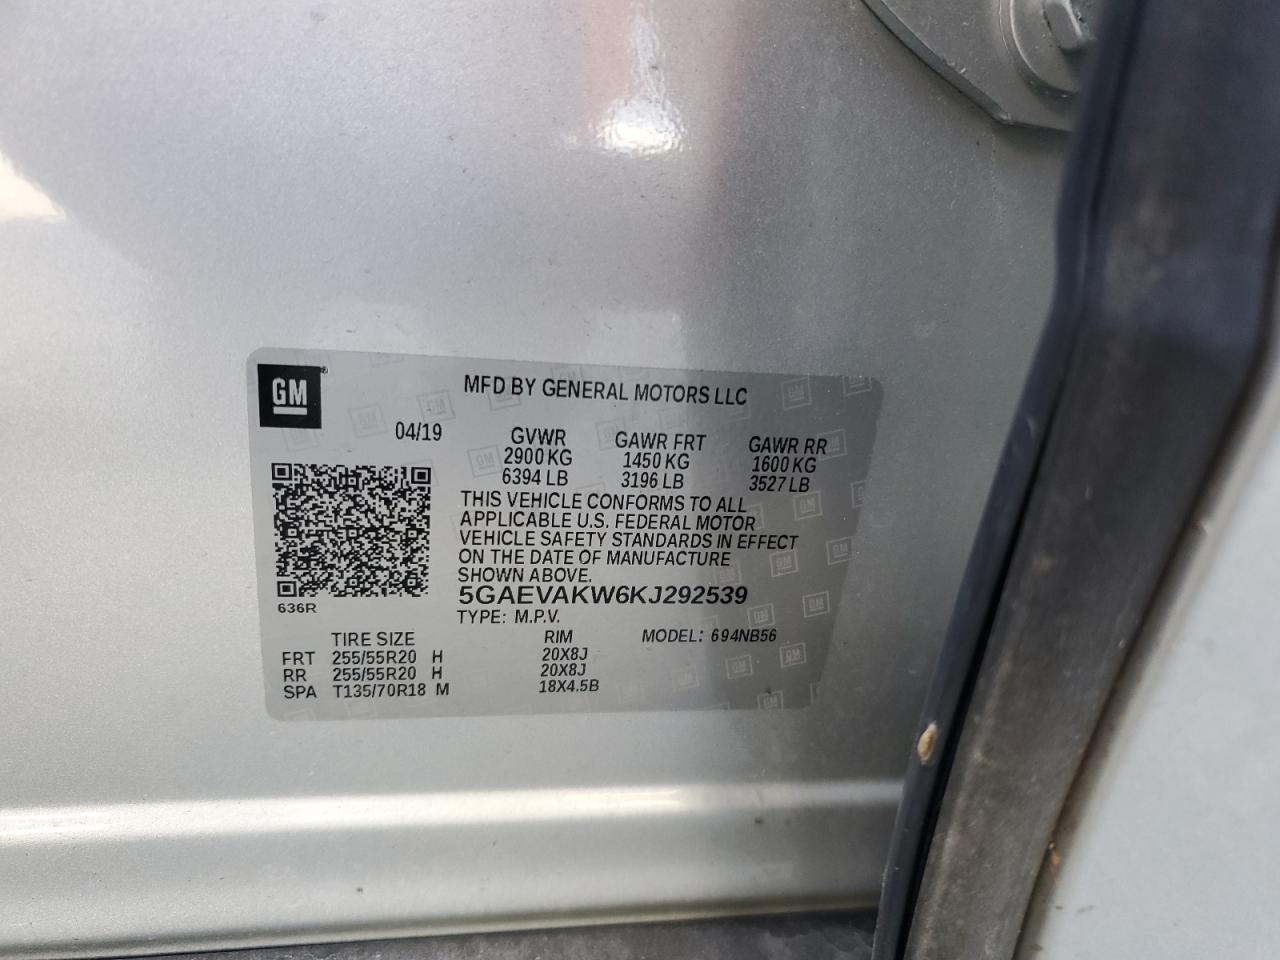 GM
MFD BY GENERAL MOTORS LLC
04/19 GVWR GAWR FRT GAWR RR
2900 KG 1450 KG 1600 KG
6394 LB 3196 LB 3527 LB
THIS VEHICLE CONFORMS TO ALL
APPLICABLE U.S. FEDERAL MOTOR
VEHICLE SAFETY STANDARDS IN EFFECT
ON THE DATE OF MANUFACTURE
SHOWN ABOVE.
5GAEVAKW6KJ292539
636R
TYPE: M.P.V.
TIRE SIZE RIM MODEL: 694NB56
FRT 255/55R20 H 20X8J
RR 255/55R20 H 20X8J
SPA T135/70R18 M 18X4.5B